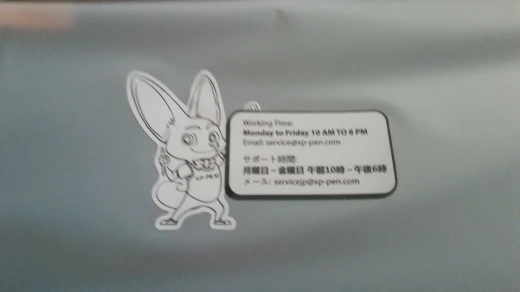 Working Time:
Monday to Friday 10 AM TO 6 PM
Email: service@xp-pen.com
サポート時間:
月曜日－金曜日 午前10時－午後6時
メール: servicejp@xp-pen.com